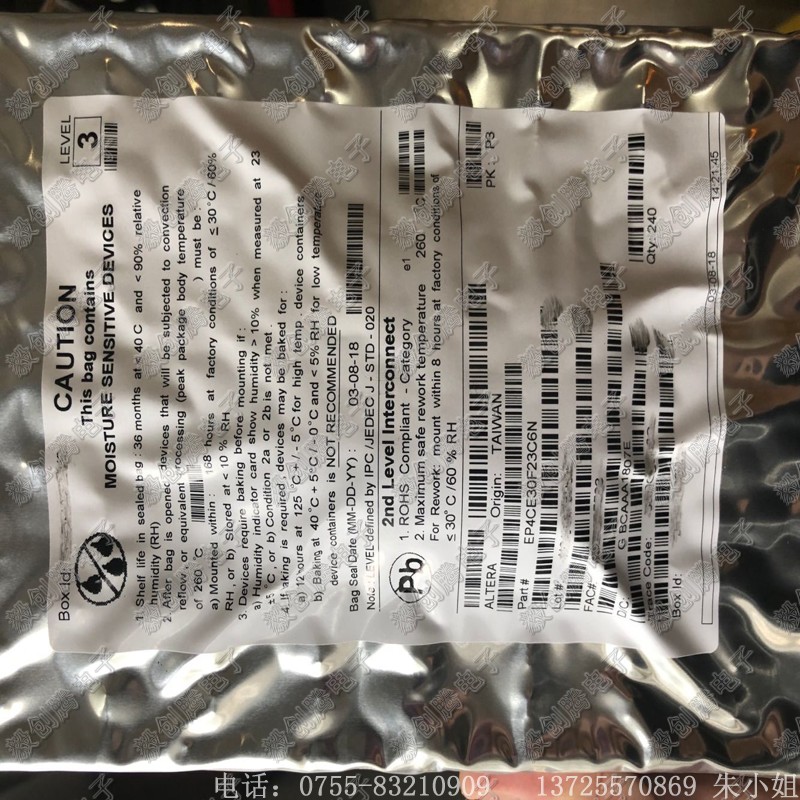 LEVEL
3
CAUTION
This bag contains
MOISTURE SENSITIVE DEVICES
Box Id:
1. Shelf life in sealed bag : 36 months at < 40 C and < 90% relative
humidity (RH)
2. After bag is opened devices that will be subjected to convection
reflow, or equivalent processing (peak package body temperature
of 260 °C ) must be :
a) Mounted within : 168 hours at factory conditions of ≤ 30°C / 60%
RH, or b) Stored at < 10% RH.
3. Devices require baking before mounting if :
a) Humidity indicator card show humidity > 10% when measured at 23
±5°C, or b) Condition 2a or 2b is not met
4. If baking is required, devices may be baked for :
a) 12 hours at 125 °C + / - 5°C for high temp device containers
b) Baking at 40°C + 5°C / - 0°C and < 5% RH for low temperature
device containers is NOT RECOMMENDED
Bag Seal Date (MM-DD-YY): 03-08-18
Note: LEVEL defined by IPC / JEDEC J - STD - 020
2nd Level Interconnect
Pb
1. ROHS Compliant - Category e1
2. Maximum safe rework temperature 260 C
For Rework: mount within 8 hours at factory conditions of
≤ 30°C / 60 % RH
PK : P3
ALTERA Origin: TAIWAN
Part # EP4CE30F23C6N
Lot #
FAC#
D/C
G BCAAA1807E
Trace Code:
Qty: 240
Box Id:
03-08-18 14:21:45
数创腾电子
电话：0755-83210909 13725570869 朱小姐